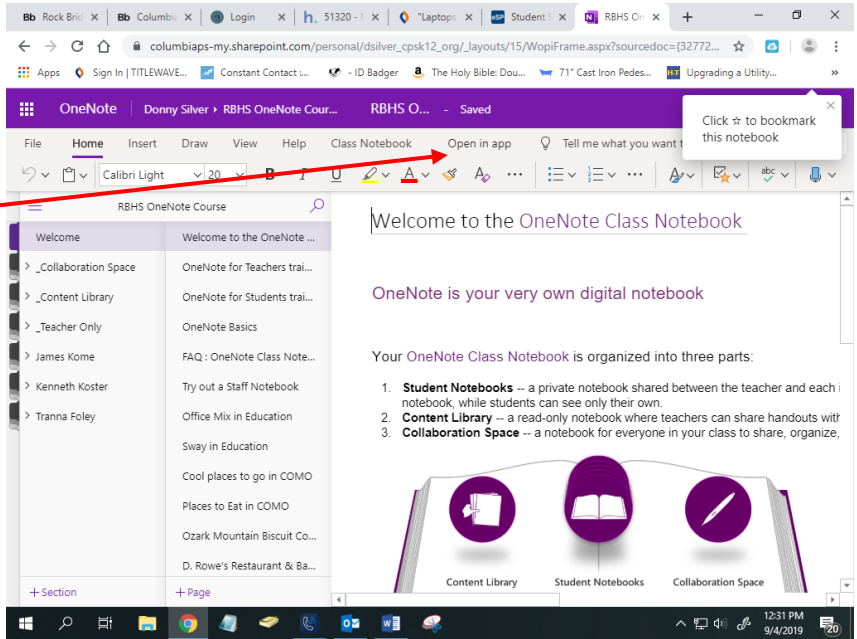 Bb Rock Brid
Bb Columbia
Login
h. 51320 -
"Laptops
eSP Student S
RBHS On
columbiaps-my.sharepoint.com/personal/dsilver_cpsk12_org/_layouts/15/WopiFrame.aspx?sourcedoc={32772...
Apps Sign In | TITLEWAVE... Constant Contact :... - ID Badger The Holy Bible: Dou... 71" Cast Iron Pedes... Upgrading a Utility... »
OneNote Donny Silver › RBHS OneNote Cour... RBHS O... - Saved
Click ☆ to bookmark
this notebook
File Home Insert Draw View Help Class Notebook Open in app Tell me what you want t
Calibri Light 20 B I U A A abc
RBHS OneNote Course
Welcome
_Collaboration Space
_Content Library
_Teacher Only
James Kome
Kenneth Koster
Tranna Foley
+ Section
Welcome to the OneNote ...
OneNote for Teachers trai...
OneNote for Students trai...
OneNote Basics
FAQ : OneNote Class Note...
Try out a Staff Notebook
Office Mix in Education
Sway in Education
Cool places to go in COMO
Places to Eat in COMO
Ozark Mountain Biscuit Co...
D. Rowe's Restaurant & Ba...
+ Page
Welcome to the OneNote Class Notebook
OneNote is your very own digital notebook
Your OneNote Class Notebook is organized into three parts:
1. Student Notebooks -- a private notebook shared between the teacher and each i
notebook, while students can see only their own.
2. Content Library -- a read-only notebook where teachers can share handouts with
3. Collaboration Space -- a notebook for everyone in your class to share, organize,
Content Library Student Notebooks Collaboration Space
12:31 PM
9/4/2019
20